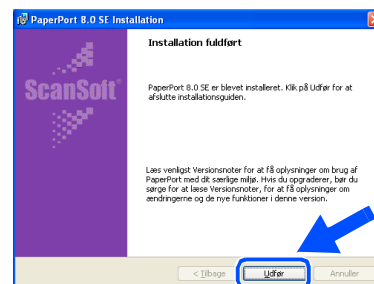 PaperPort 8.0 SE Installation
Installation fuldført
ScanSoft®
PaperPort 8.0 SE er blevet installeret. Klik på Udfør for at
afslutte installationsguiden.
Læs venligst Versionsnoter for at få oplysninger om brug af
PaperPort med dit særlige miljø. Hvis du opgraderer, bør du
sørge for at læse Versionsnoter, for at få oplysninger om
ændringerne og de nye funktioner i denne version.
< Tilbage
Udfør
Annuller